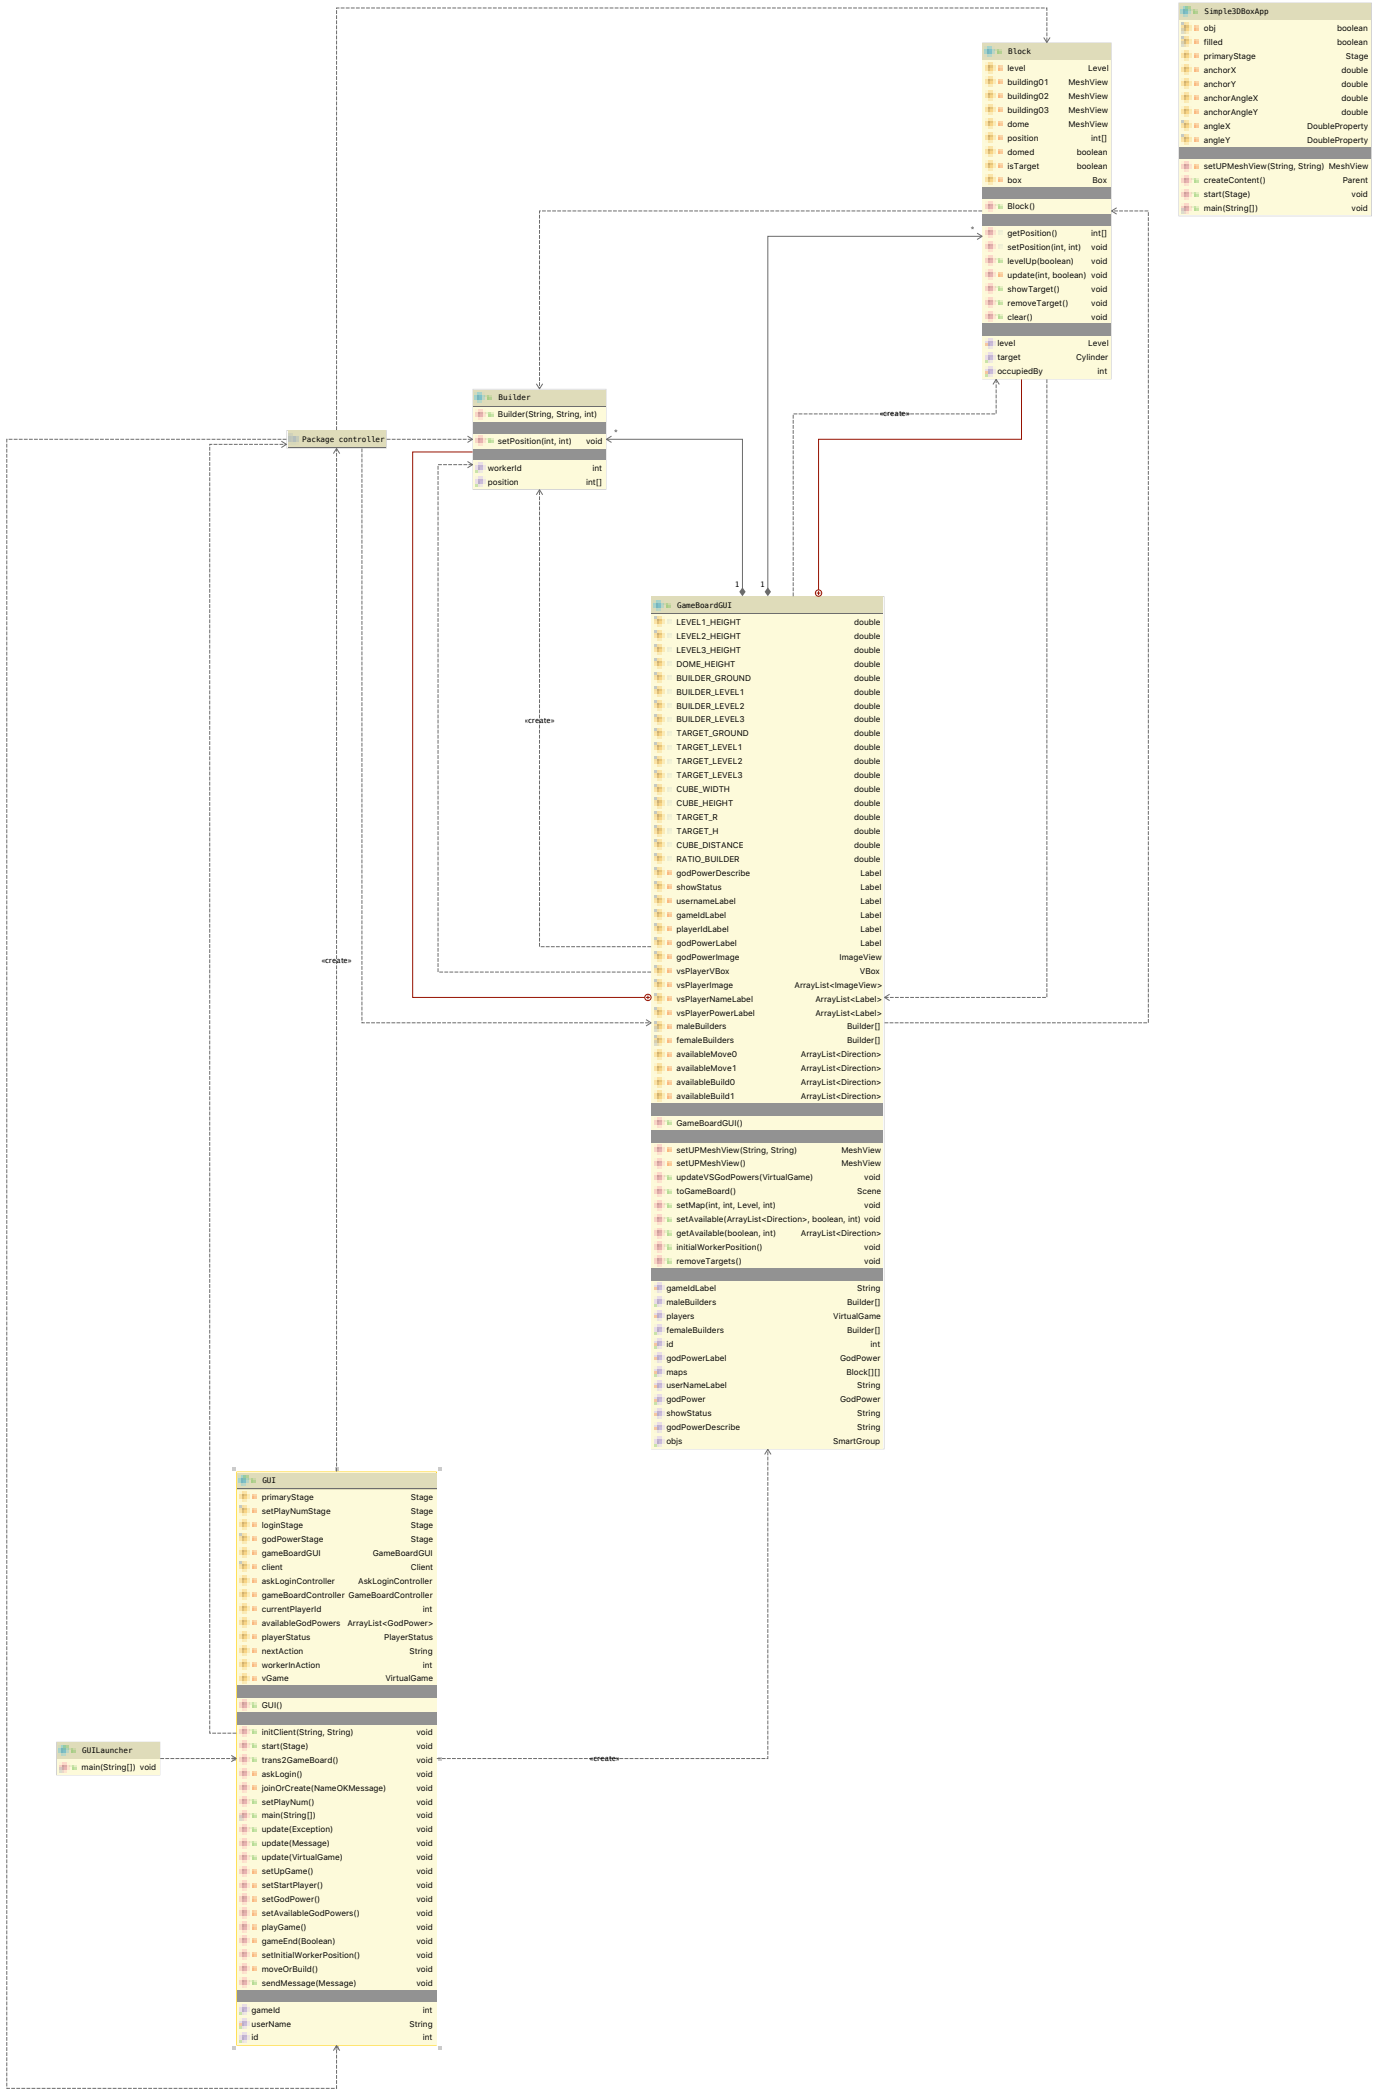 Simple3DBoxApp
obj boolean
filled boolean
primaryStage Stage
anchorX double
anchorY double
anchorAngleX double
anchorAngleY double
angleX DoubleProperty
angleY DoubleProperty
setUPMeshView(String, String) MeshView
createContent() Parent
start(Stage) void
main(String[]) void
Block
level Level
building01 MeshView
building02 MeshView
building03 MeshView
dome MeshView
position int[]
domed boolean
isTarget boolean
box Box
Block()
*
getPosition() int[]
setPosition(int, int) void
levelUp(boolean) void
update(int, boolean) void
showTarget() void
removeTarget() void
clear() void
level Level
target Cylinder
occupiedBy int
«create»
Builder
Builder(String, String, int)
*
setPosition(int, int) void
workerId int
position int[]
Package controller
«create»
1
1
GameBoardGUI
LEVEL1_HEIGHT double
LEVEL2_HEIGHT double
LEVEL3_HEIGHT double
DOME_HEIGHT double
BUILDER_GROUND double
BUILDER_LEVEL1 double
BUILDER_LEVEL2 double
BUILDER_LEVEL3 double
TARGET_GROUND double
TARGET_LEVEL1 double
TARGET_LEVEL2 double
TARGET_LEVEL3 double
CUBE_WIDTH double
CUBE_HEIGHT double
TARGET_R double
TARGET_H double
CUBE_DISTANCE double
RATIO_BUILDER double
godPowerDescribe Label
showStatus Label
usernameLabel Label
gameIdLabel Label
playerIdLabel Label
godPowerLabel Label
godPowerImage ImageView
vsPlayerVBox VBox
vsPlayerImage ArrayList<ImageView>
vsPlayerNameLabel ArrayList<Label>
vsPlayerPowerLabel ArrayList<Label>
maleBuilders Builder[]
femaleBuilders Builder[]
availableMove0 ArrayList<Direction>
availableMove1 ArrayList<Direction>
availableBuild0 ArrayList<Direction>
availableBuild1 ArrayList<Direction>
GameBoardGUI()
setUPMeshView(String, String) MeshView
setUPMeshView() MeshView
updateVSGodPowers(VirtualGame) void
toGameBoard() Scene
setMap(int, int, Level, int) void
setAvailable(ArrayList<Direction>, boolean, int) void
getAvailable(boolean, int) ArrayList<Direction>
initialWorkerPosition() void
removeTargets() void
gameIdLabel String
maleBuilders Builder[]
players VirtualGame
femaleBuilders Builder[]
id int
godPowerLabel GodPower
maps Block[][]
userNameLabel String
godPower GodPower
showStatus String
godPowerDescribe String
objs SmartGroup
«create»
GUI
primaryStage Stage
setPlayNumStage Stage
loginStage Stage
godPowerStage Stage
gameBoardGUI GameBoardGUI
client Client
askLoginController AskLoginController
gameBoardController GameBoardController
currentPlayerId int
availableGodPowers ArrayList<GodPower>
playerStatus PlayerStatus
nextAction String
workerInAction int
vGame VirtualGame
GUI()
initClient(String, String) void
start(Stage) void
trans2GameBoard() void
askLogin() void
joinOrCreate(NameOKMessage) void
setPlayNum() void
main(String[]) void
update(Exception) void
update(Message) void
update(VirtualGame) void
setUpGame() void
setStartPlayer() void
setGodPower() void
setAvailableGodPowers() void
playGame() void
gameEnd(Boolean) void
setInitialWorkerPosition() void
moveOrBuild() void
sendMessage(Message) void
gameId int
userName String
id int
«create»
GUILauncher
main(String[]) void